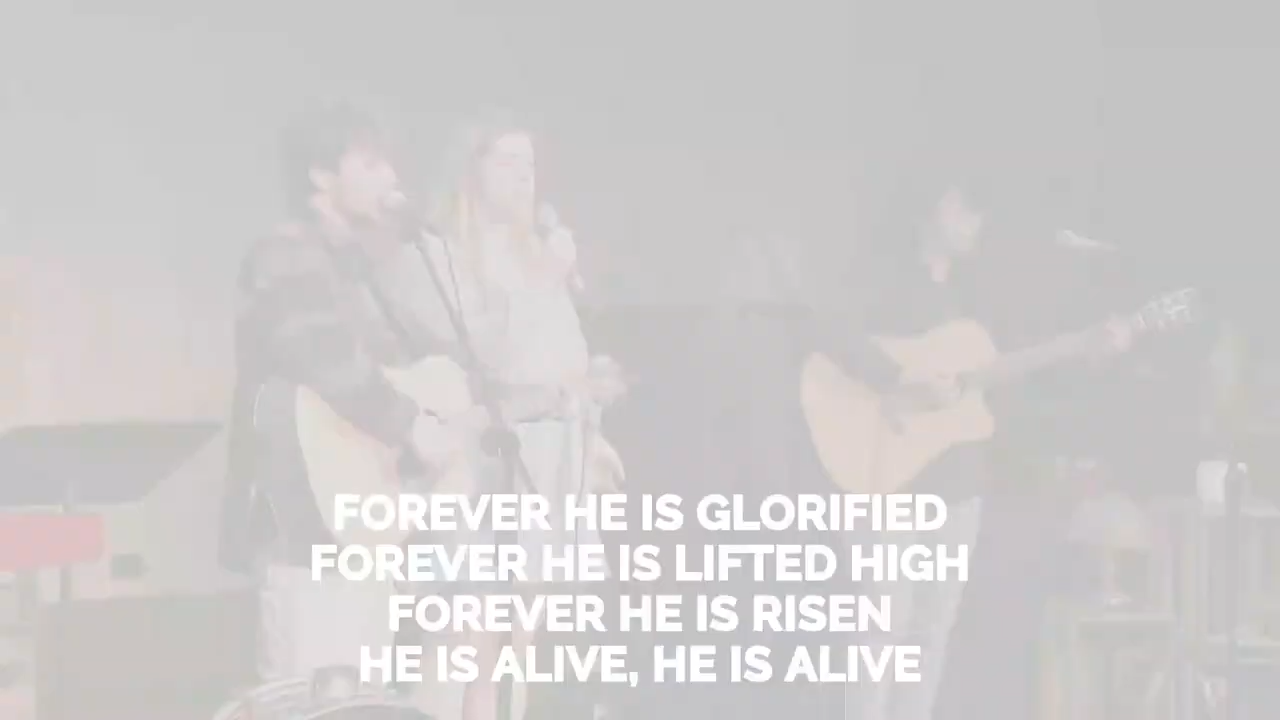 FOREVER HE IS GLORIFIED
FOREVER HE IS LIFTED HIGH
FOREVER HE IS RISEN
HE IS ALIVE, HE IS ALIVE